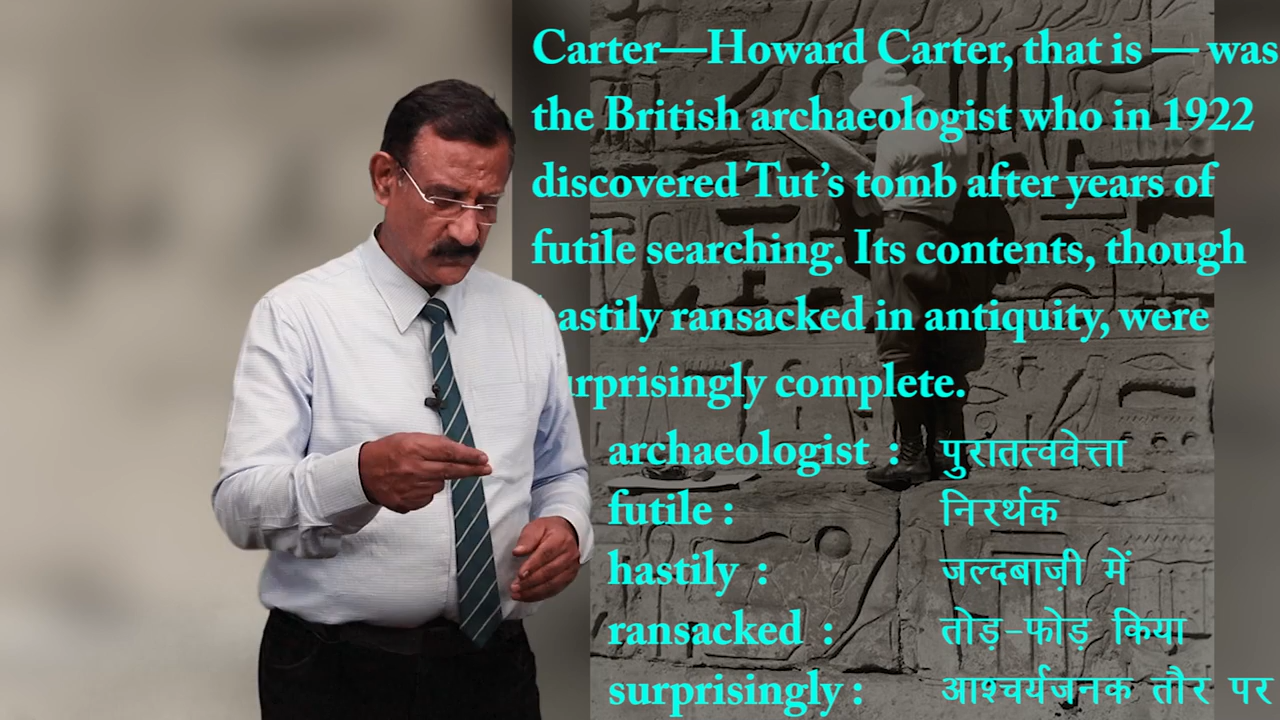 Carter—Howard Carter, that is — was
the British archaeologist who in 1922
discovered Tut’s tomb after years of
futile searching. Its contents, though
astily ransacked in antiquity, were
urprisingly complete.
archaeologist : पुरातत्ववेत्ता
futile : निरर्थक
hastily : जल्दबाज़ी में
ransacked : तोड़-फोड़ किया
surprisingly : आश्चर्यजनक तौर पर